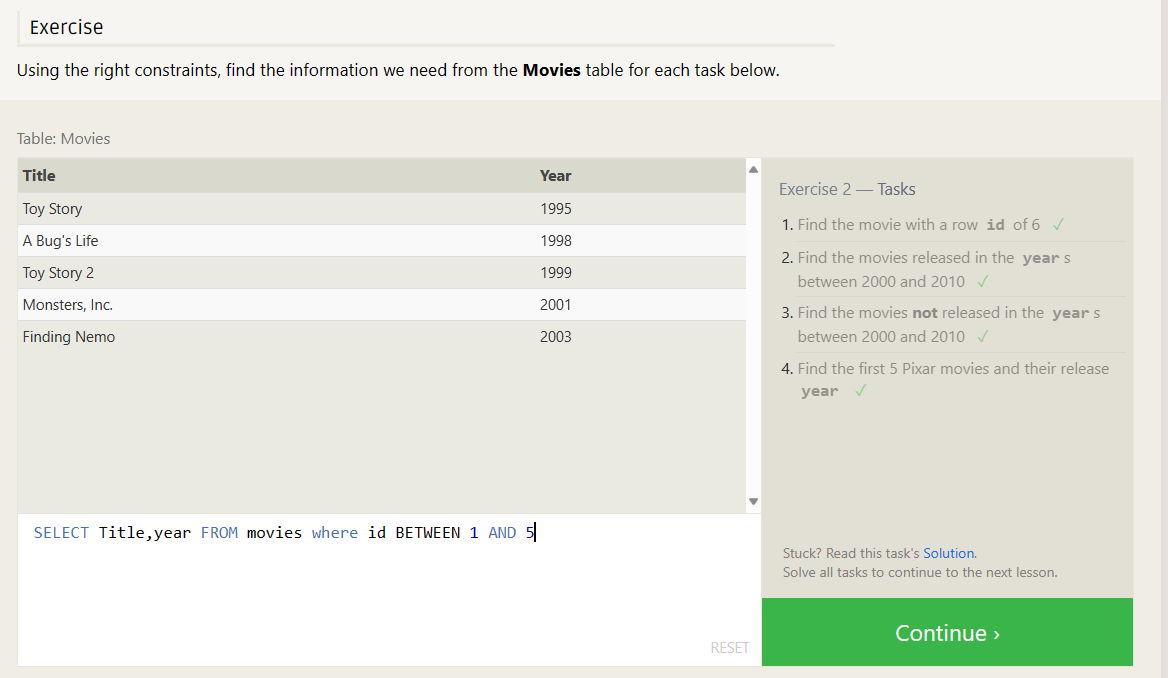 Exercise
Using the right constraints, find the information we need from the Movies table for each task below.
Table: Movies
Title Year
Toy Story 1995
A Bug's Life 1998
Toy Story 2 1999
Monsters, Inc. 2001
Finding Nemo 2003
SELECT Title,year FROM movies where id BETWEEN 1 AND 5
RESET
Exercise 2 — Tasks
1. Find the movie with a row id of 6 ✓
2. Find the movies released in the year s
between 2000 and 2010 ✓
3. Find the movies not released in the year s
between 2000 and 2010 ✓
4. Find the first 5 Pixar movies and their release
year ✓
Stuck? Read this task's Solution.
Solve all tasks to continue to the next lesson.
Continue ›